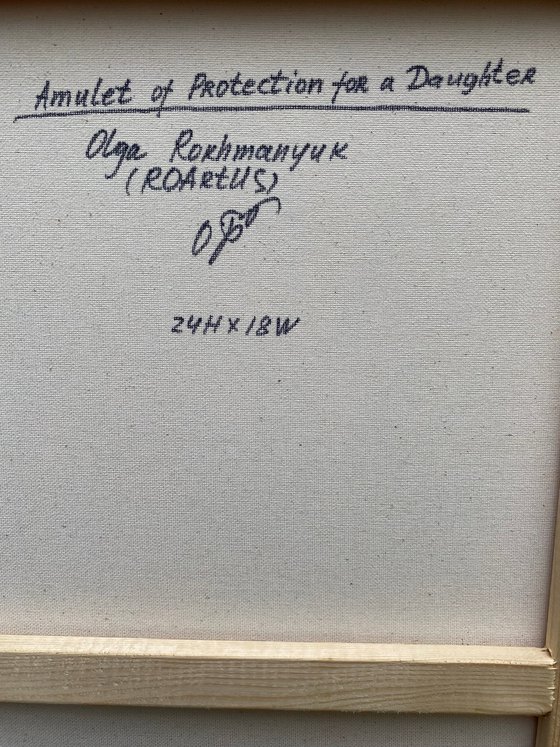 Amulet of Protection for a Daughter
Olga Rokhmanyuk
(ROArtUS)
24H x 18W